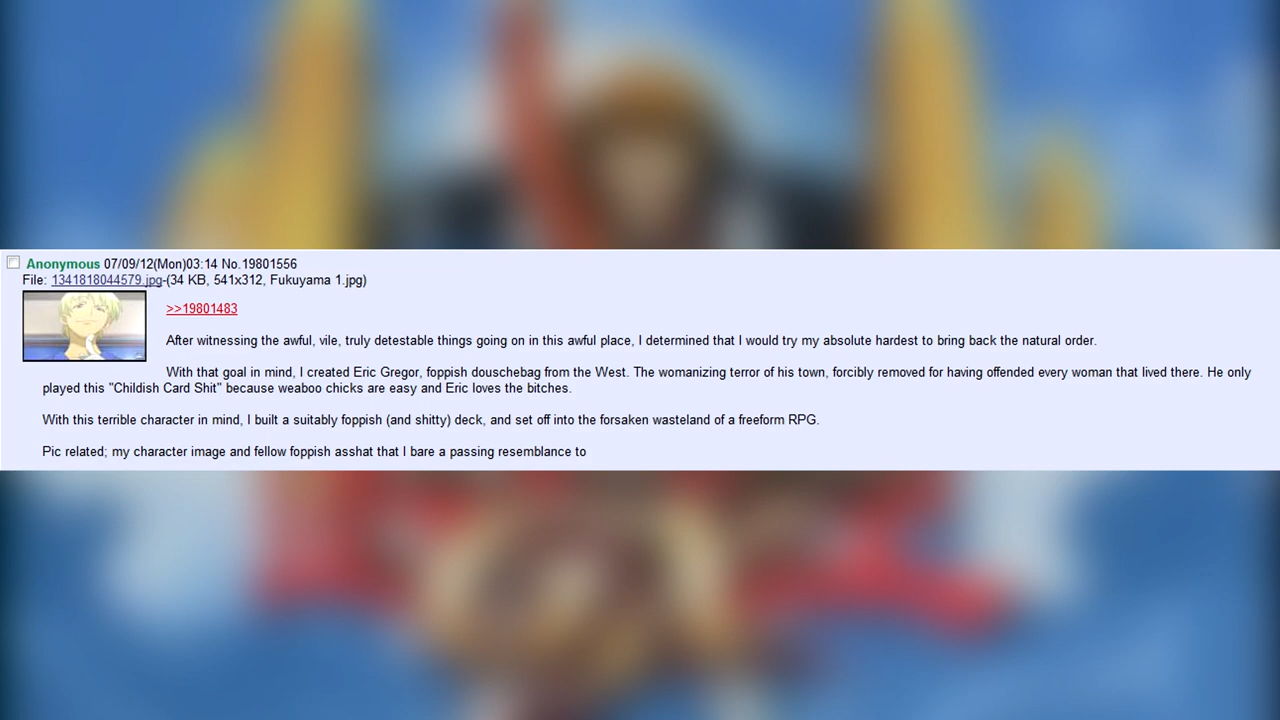 Anonymous 07/09/12(Mon)03:14 No.19801556
File: 1341818044579.jpg-(34 KB, 541x312, Fukuyama 1.jpg)
>>19801483
After witnessing the awful, vile, truly detestable things going on in this awful place, I determined that I would try my absolute hardest to bring back the natural order.
With that goal in mind, I created Eric Gregor, foppish douschebag from the West. The womanizing terror of his town, forcibly removed for having offended every woman that lived there. He only
played this "Childish Card Shit" because weaboo chicks are easy and Eric loves the bitches.
With this terrible character in mind, I built a suitably foppish (and shitty) deck, and set off into the forsaken wasteland of a freeform RPG.
Pic related; my character image and fellow foppish asshat that I bare a passing resemblance to